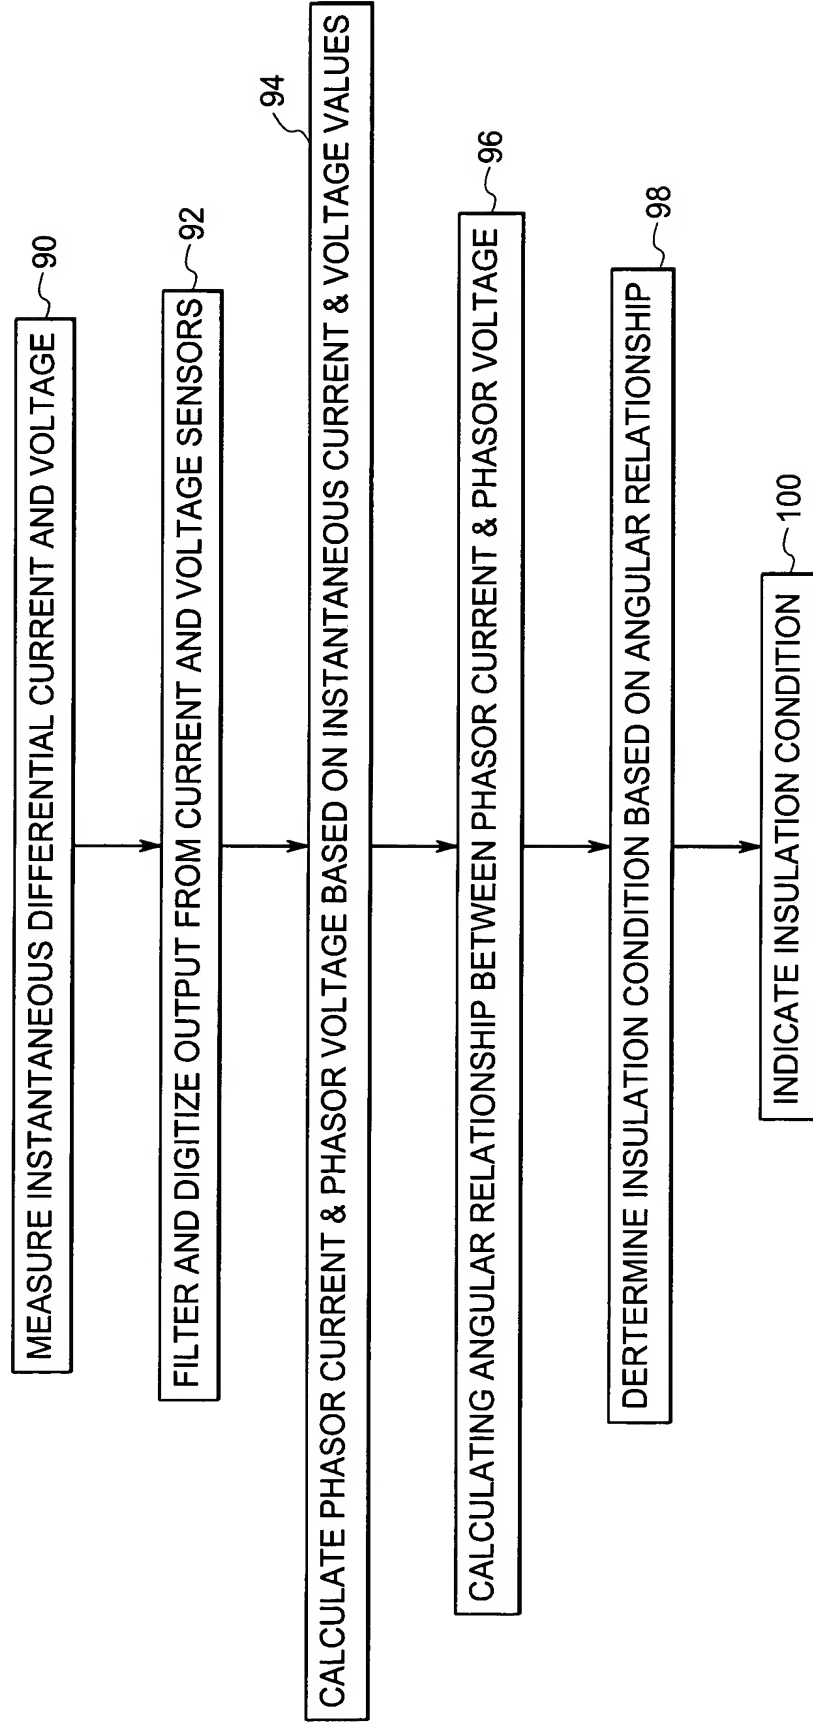 MEASURE INSTANTANEOUS DIFFERENTIAL CURRENT AND VOLTAGE
90
FILTER AND DIGITIZE OUTPUT FROM CURRENT AND VOLTAGE SENSORS
92
CALCULATE PHASOR CURRENT & PHASOR VOLTAGE BASED ON INSTANTANEOUS CURRENT & VOLTAGE VALUES
94
CALCULATING ANGULAR RELATIONSHIP BETWEEN PHASOR CURRENT & PHASOR VOLTAGE
96
DERTERMINE INSULATION CONDITION BASED ON ANGULAR RELATIONSHIP
98
INDICATE INSULATION CONDITION
100